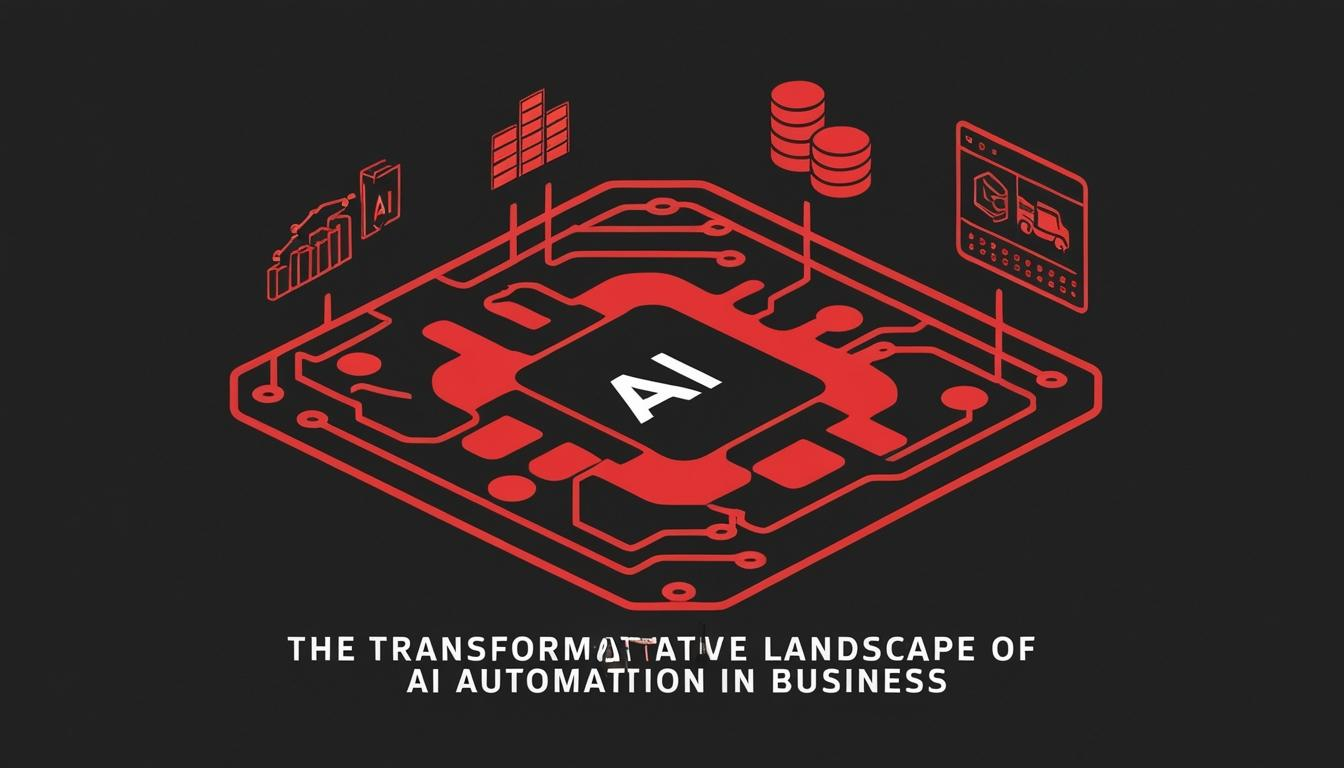 AI
AI
THE LANDSCAPE OF
AI AUTOMATTION IN BUSINESS